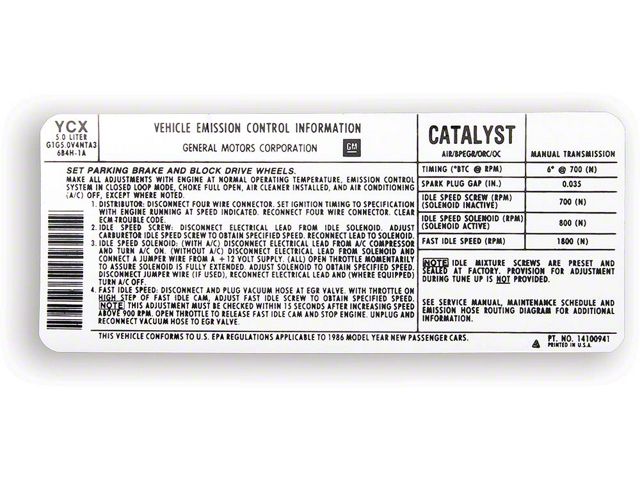 YCX
5.0 LITER
G1G5.0V4NTA3
6B4H-1A
VEHICLE EMISSION CONTROL INFORMATION
GENERAL MOTORS CORPORATION GM
CATALYST
AIR/BPEGR/ORC/OC
MANUAL TRANSMISSION
SET PARKING BRAKE AND BLOCK DRIVE WHEELS.
MAKE ALL ADJUSTMENTS WITH ENGINE AT NORMAL OPERATING TEMPERATURE, EMISSION CONTROL
SYSTEM IN CLOSED LOOP MODE, CHOKE FULL OPEN, AIR CLEANER INSTALLED, AND AIR CONDITIONING
(A/C) OFF, EXCEPT WHERE NOTED.
1. DISTRIBUTOR: DISCONNECT FOUR WIRE CONNECTOR. SET IGNITION TIMING TO SPECIFICATION
WITH ENGINE RUNNING AT SPEED INDICATED. RECONNECT FOUR WIRE CONNECTOR. CLEAR
ECM TROUBLE CODE.
2. IDLE SPEED SCREW: DISCONNECT ELECTRICAL LEAD FROM IDLE SOLENOID. ADJUST
CARBURETOR IDLE SPEED SCREW TO OBTAIN SPECIFIED SPEED. RECONNECT LEAD TO SOLENOID.
3. IDLE SPEED SOLENOID: (WITH A/C) DISCONNECT ELECTRICAL LEAD FROM A/C COMPRESSOR
AND TURN A/C ON. (WITHOUT A/C) DISCONNECT ELECTRICAL LEAD FROM IDLE SOLENOID AND
CONNECT A JUMPER WIRE FROM A + 12 VOLT SUPPLY. (ALL) OPEN THROTTLE MOMENTARILY
TO ASSURE SOLENOID IS FULLY EXTENDED. ADJUST SOLENOID TO OBTAIN SPECIFIED SPEED.
DISCONNECT JUMPER WIRE (IF USED), RECONNECT ELECTRICAL LEAD AND (WHERE EQUIPPED)
TURN A/C OFF.
4. FAST IDLE SPEED: DISCONNECT AND PLUG VACUUM HOSE AT EGR VALVE. WITH THROTTLE ON
HIGH STEP OF FAST IDLE CAM, ADJUST FAST IDLE SCREW TO OBTAIN SPECIFIED SPEED.
NOTE THIS ADJUSTMENT MUST BE CHECKED WITHIN 15 SECONDS AFTER INCREASING SPEED
ABOVE 900 RPM. OPEN THROTTLE TO RELEASE FAST IDLE CAM AND STOP ENGINE. UNPLUG AND
RECONNECT VACUUM HOSE TO EGR VALVE.
THIS VEHICLE CONFORMS TO U.S. EPA REGULATIONS APPLICABLE TO 1986 MODEL YEAR NEW PASSENGER CARS.
TIMING (°BTC @ RPM) 6° @ 700 (N)
SPARK PLUG GAP (IN.) 0.035
IDLE SPEED SCREW (RPM)
(SOLENOID INACTIVE) 700 (N)
IDLE SPEED SOLENOID (RPM)
(SOLENOID ACTIVE) 800 (N)
FAST IDLE SPEED (RPM) 1800 (N)
NOTE IDLE MIXTURE SCREWS ARE PRESET AND
SEALED AT FACTORY. PROVISION FOR ADJUSTMENT
DURING TUNE UP IS NOT PROVIDED.
SEE SERVICE MANUAL, MAINTENANCE SCHEDULE AND
EMISSION HOSE ROUTING DIAGRAM FOR ADDITIONAL
INFORMATION.
PT. NO. 14100941
PRINTED IN U.S.A.